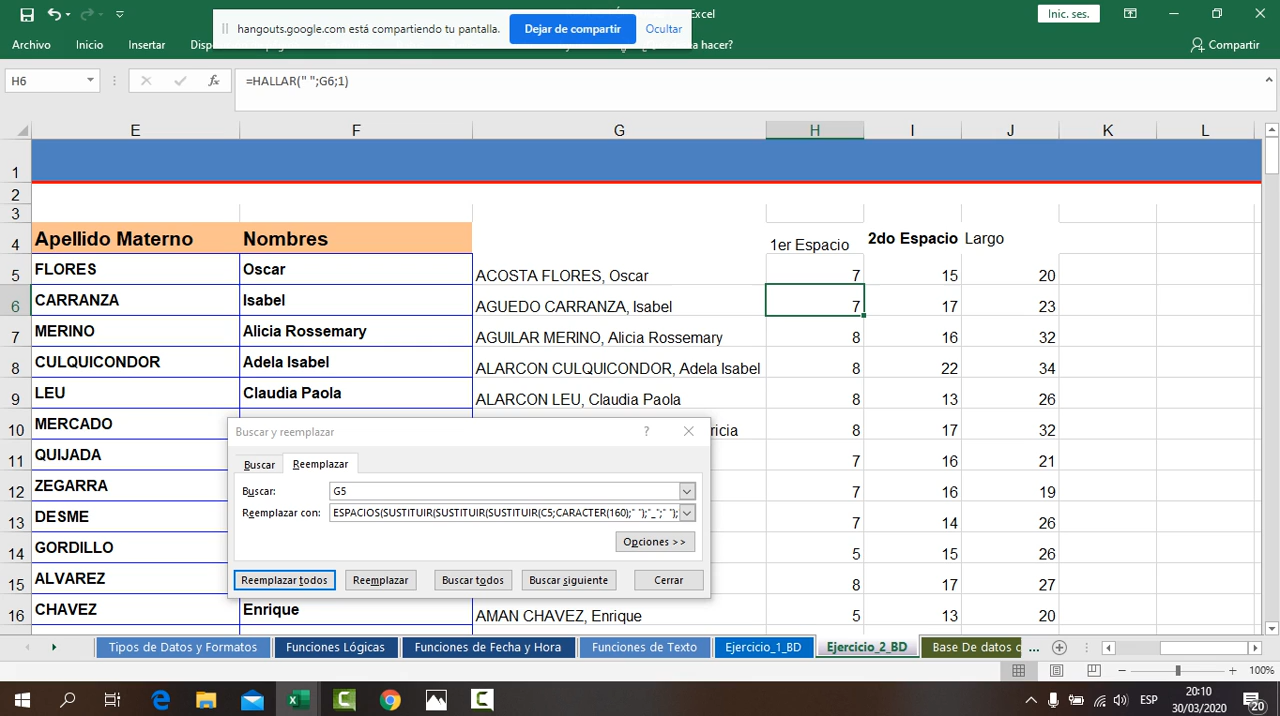 Excel
Inic. ses.
hangouts.google.com está compartiendo tu pantalla.
Dejar de compartir
Ocultar
Archivo
Inicio
Insertar
hacer?
Compartir
H6
fx
=HALLAR(" ";G6;1)
E F G H I J K L
1
2
3
4 Apellido Materno Nombres 1er Espacio 2do Espacio Largo
5 FLORES Oscar ACOSTA FLORES, Oscar 7 15 20
6 CARRANZA Isabel AGUEDO CARRANZA, Isabel 7 17 23
7 MERINO Alicia Rossemary AGUILAR MERINO, Alicia Rossemary 8 16 32
8 CULQUICONDOR Adela Isabel ALARCON CULQUICONDOR, Adela Isabel 8 22 34
9 LEU Claudia Paola ALARCON LEU, Claudia Paola 8 13 26
10 MERCADO ricia 8 17 32
11 QUIJADA 7 16 21
12 ZEGARRA 7 16 19
13 DESME 7 14 26
14 GORDILLO 5 15 26
15 ALVAREZ 8 17 27
16 CHAVEZ Enrique AMAN CHAVEZ, Enrique 5 13 20
Buscar y reemplazar
?
Buscar
Reemplazar
Buscar: G5
Reemplazar con: ESPACIOS(SUSTITUIR(SUSTITUIR(SUSTITUIR(C5;CARACTER(160);" ");"_";" ");
Opciones >>
Reemplazar todos
Reemplazar
Buscar todos
Buscar siguiente
Cerrar
Tipos de Datos y Formatos
Funciones Lógicas
Funciones de Fecha y Hora
Funciones de Texto
Ejercicio_1_BD
Ejercicio_2_BD
Base De datos
...
100%
ESP
20:10
30/03/2020
20